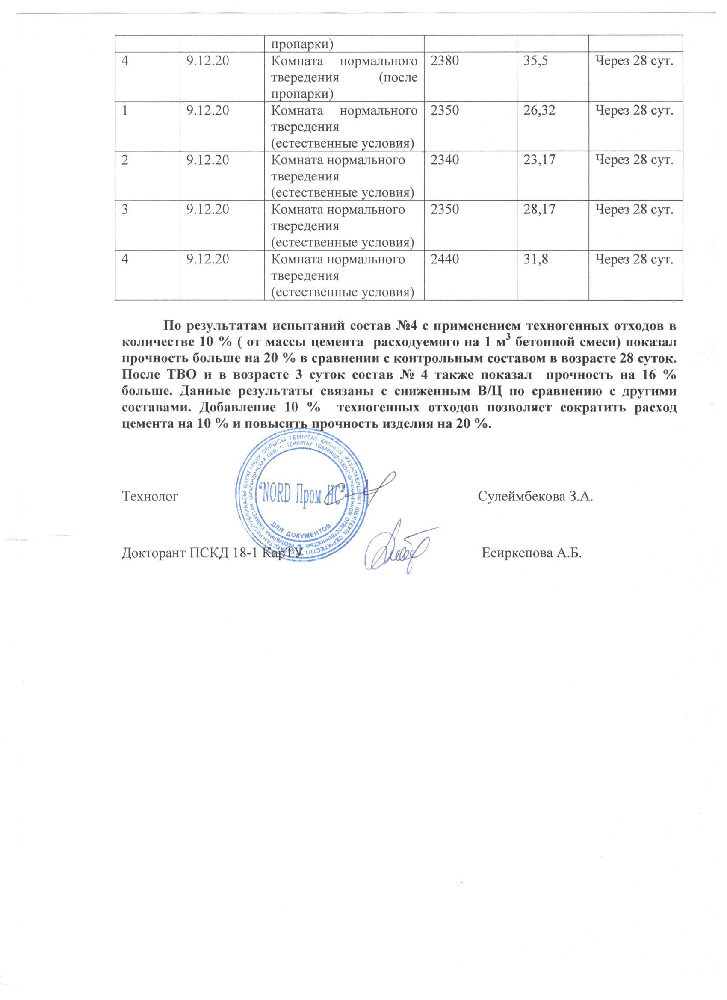 пропарки)
4 9.12.20 Комната нормального 2380 35,5 Через 28 сут.
твередения (после
пропарки)
1 9.12.20 Комната нормального 2350 26,32 Через 28 сут.
твередения
(естественные условия)
2 9.12.20 Комната нормального 2340 23,17 Через 28 сут.
твередения
(естественные условия)
3 9.12.20 Комната нормального 2350 28,17 Через 28 сут.
твередения
(естественные условия)
4 9.12.20 Комната нормального 2440 31,8 Через 28 сут.
твередения
(естественные условия)
По результатам испытаний состав №4 с применением техногенных отходов в
количестве 10 % ( от массы цемента расходуемого на 1 м³ бетонной смеси) показал
прочность больше на 20 % в сравнении с контрольным составом в возрасте 28 суток.
После ТВО и в возрасте 3 суток состав № 4 также показал прочность на 16 %
больше. Данные результаты связаны с сниженным В/Ц по сравнению с другими
составами. Добавление 10 % техногенных отходов позволяет сократить расход
цемента на 10 % и повысить прочность изделия на 20 %.
ҚАЗАҚСТАН РЕСПУБЛИКАСЫ ҚАРАҒАНДЫ ОБЛЫСЫ ТЕМІРТАУ ҚАЛАСЫ ЖАУАПКЕРШІЛІГІ ШЕКТЕУЛІ СЕРІКТЕСТІГІ
РЕСПУБЛИКА КАЗАХСТАН КАРАГАНДИНСКАЯ ОБЛ. Г. ТЕМИРТАУ ТОВАРИЩЕСТВО С ОГРАНИЧЕННОЙ ОТВЕТСТВЕННОСТЬЮ
"NORD Пром НС"
ДЛЯ ДОКУМЕНТОВ
1
Технолог Сулеймбекова З.А.
Докторант ПСКД 18-1 КарТУ Есиркепова А.Б.